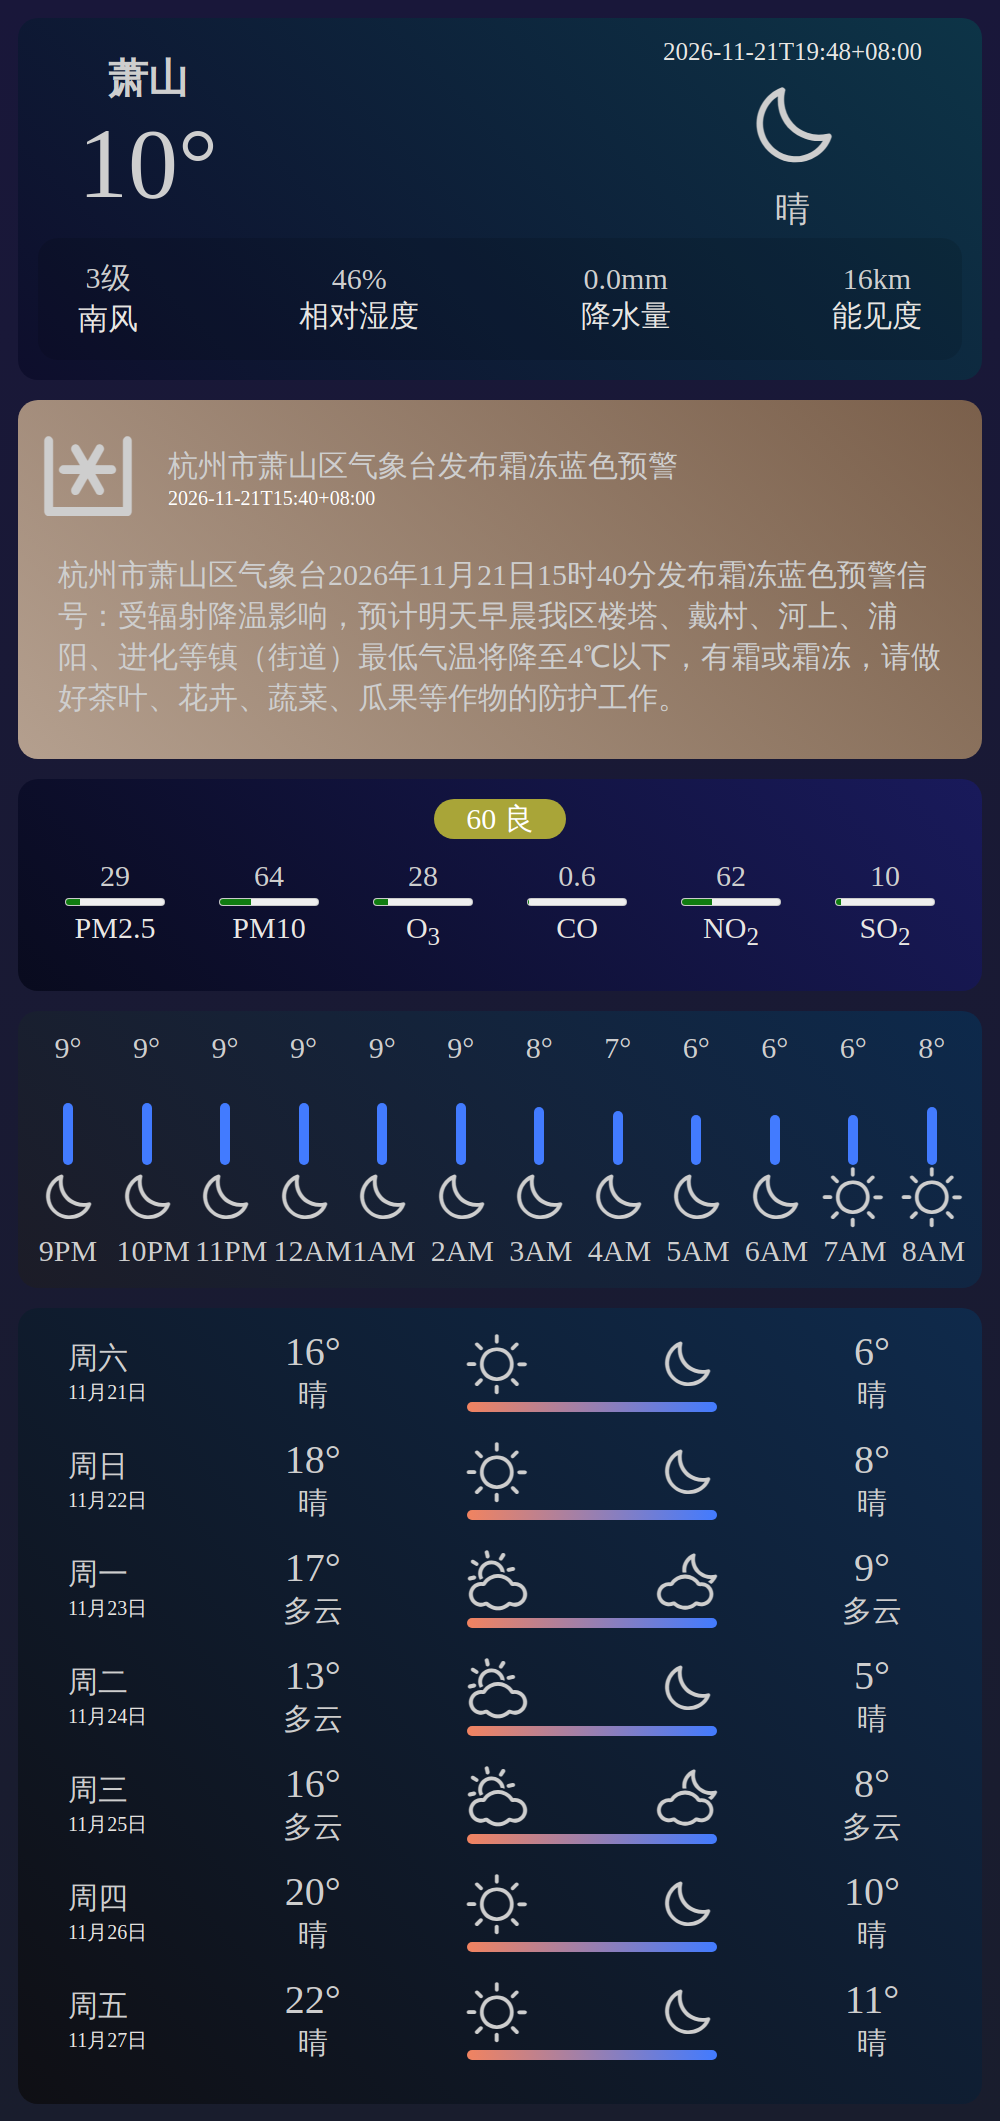 萧山
10°
2026-11-21T19:48+08:00
晴
3级 46% 0.0mm 16km
南风 相对湿度 降水量 能见度
杭州市萧山区气象台发布霜冻蓝色预警
2026-11-21T15:40+08:00
杭州市萧山区气象台2026年11月21日15时40分发布霜冻蓝色预警信
号：受辐射降温影响，预计明天早晨我区楼塔、戴村、河上、浦
阳、进化等镇（街道）最低气温将降至4℃以下，有霜或霜冻，请做
好茶叶、花卉、蔬菜、瓜果等作物的防护工作。
60 良
29 64 28 0.6 62 10
PM2.5 PM10 O3 CO NO2 SO2
9° 9° 9° 9° 9° 9° 8° 7° 6° 6° 6° 8°
9PM 10PM 11PM 12AM 1AM 2AM 3AM 4AM 5AM 6AM 7AM 8AM
周六 16° 6°
11月21日 晴 晴
周日 18° 8°
11月22日 晴 晴
周一 17° 9°
11月23日 多云 多云
周二 13° 5°
11月24日 多云 晴
周三 16° 8°
11月25日 多云 多云
周四 20° 10°
11月26日 晴 晴
周五 22° 11°
11月27日 晴 晴